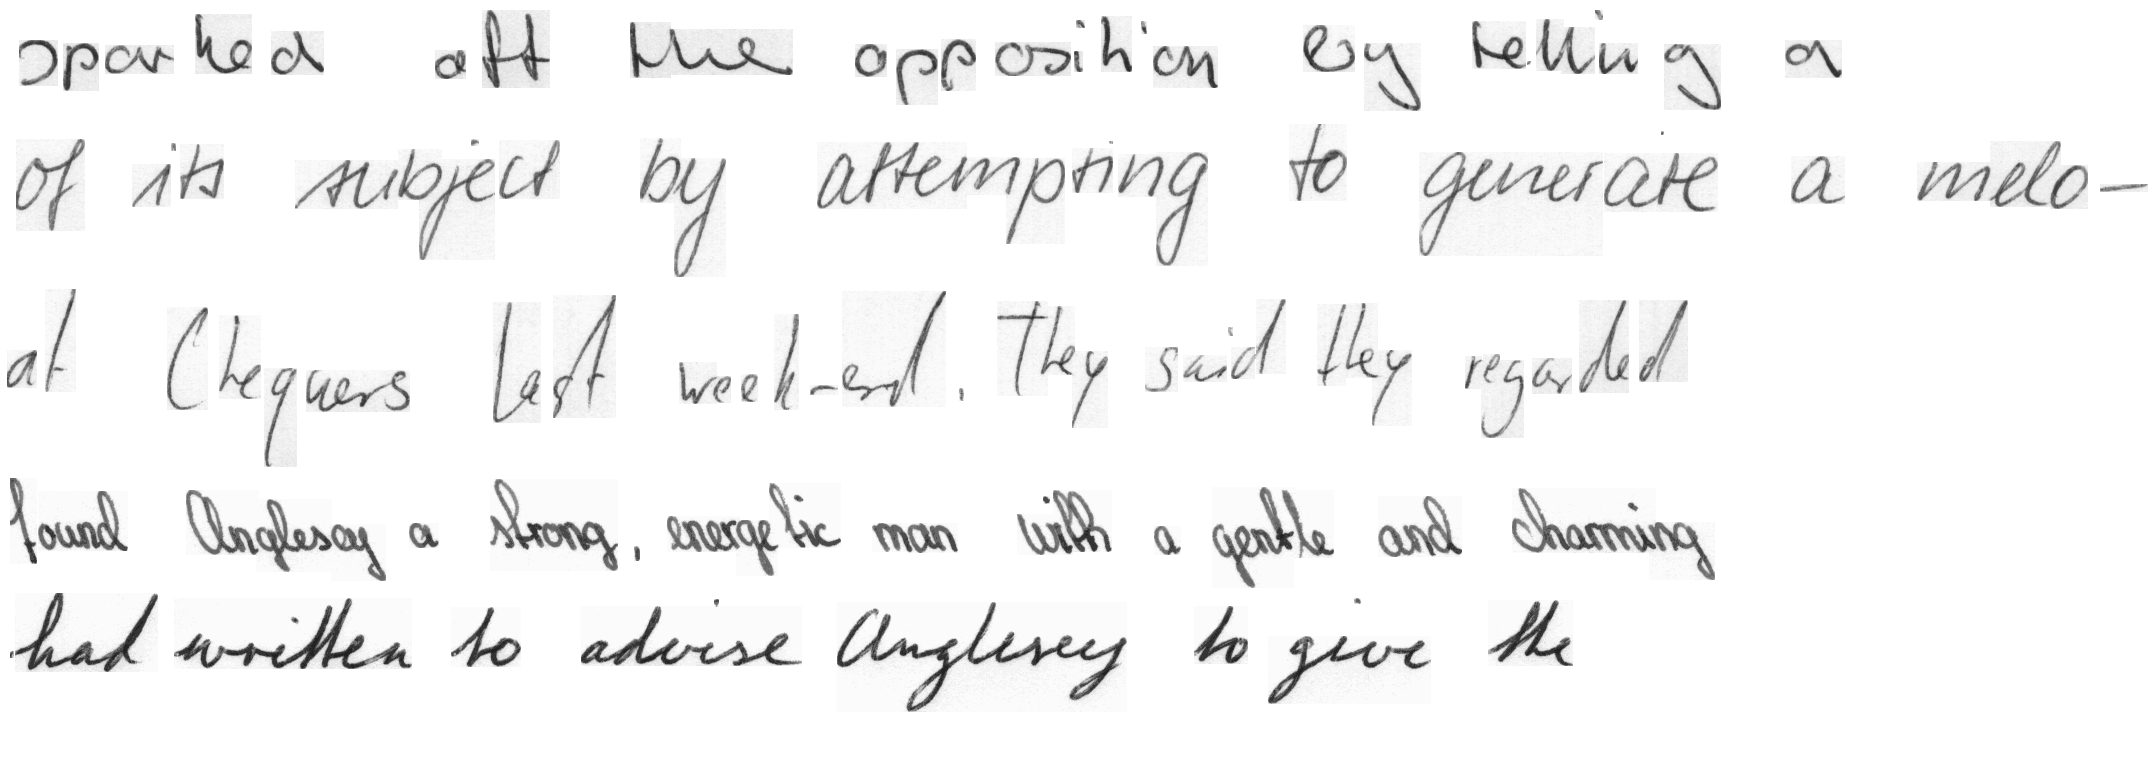 sparked off the opposition by telling a
of its subject by attempting to generate a melo-
at Chequers last week-end. They said they regarded
found Anglesey a strong, energetic man with a gentle and charming
had written to advise Anglesey to give the